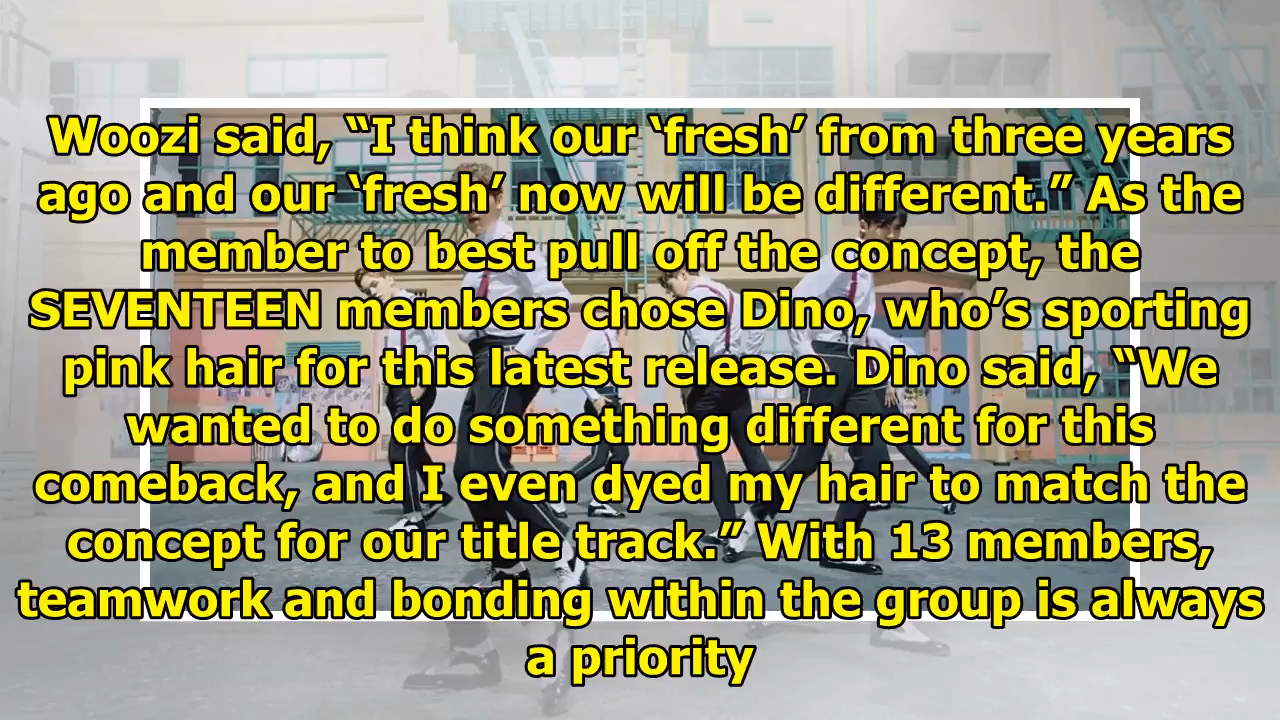 Woozi said, “I think our ‘fresh’ from three years
ago and our ‘fresh’ now will be different.” As the
member to best pull off the concept, the
SEVENTEEN members chose Dino, who’s sporting
pink hair for this latest release. Dino said, “We
wanted to do something different for this
comeback, and I even dyed my hair to match the
concept for our title track.” With 13 members,
teamwork and bonding within the group is always
a priority